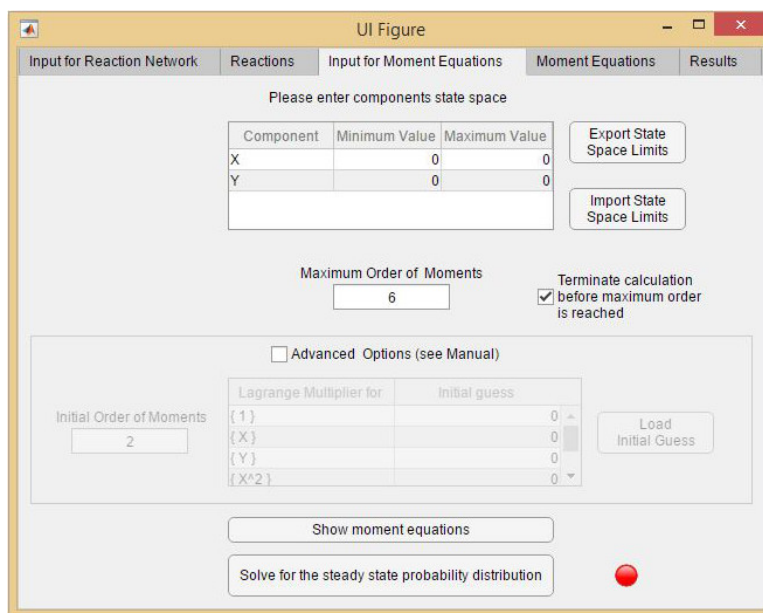 UI Figure
Input for Reaction Network Reactions Input for Moment Equations Moment Equations Results
Please enter components state space
Component Minimum Value Maximum Value
X 0 0
Y 0 0
Export State
Space Limits
Import State
Space Limits
Maximum Order of Moments
6
Terminate calculation
before maximum order
is reached
Advanced Options (see Manual)
Initial Order of Moments
2
Lagrange Multiplier for Initial guess
{ 1 } 0
{ X } 0
{ Y } 0
{ X^2 } 0
Load
Initial Guess
Show moment equations
Solve for the steady state probability distribution